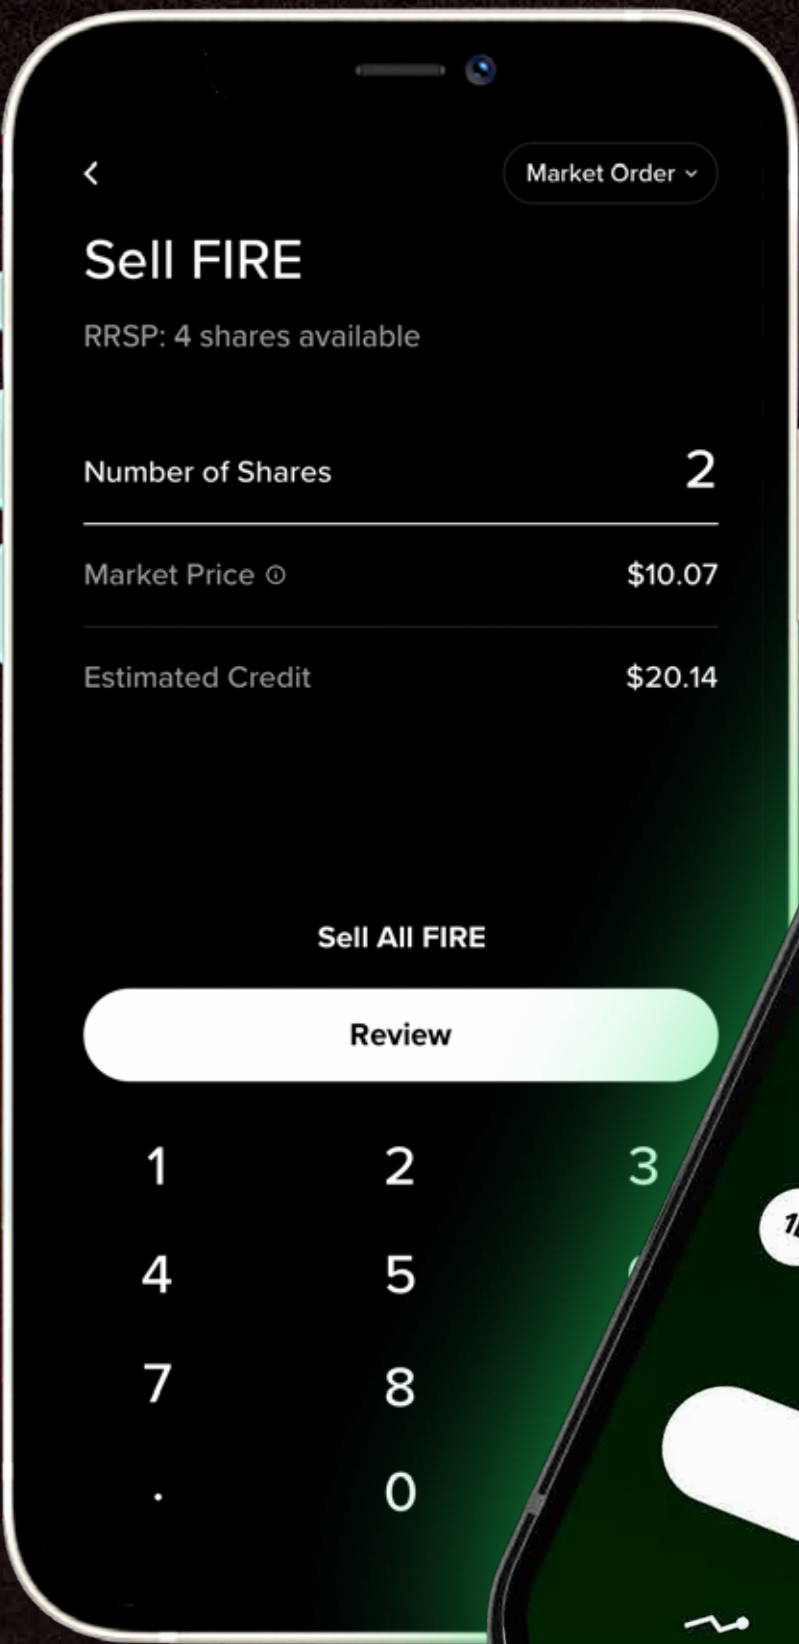 Market Order
Sell FIRE
RRSP: 4 shares available
Number of Shares 2
Market Price $10.07
Estimated Credit $20.14
Sell All FIRE
Review
1 2 3
4 5
7 8
. 0